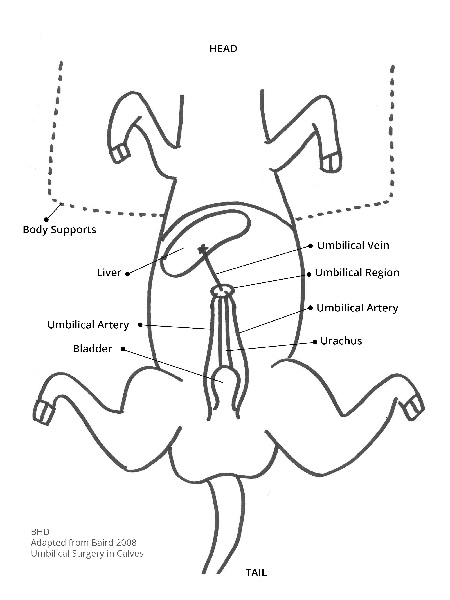 HEAD
Body Supports
Umbilical Vein
Liver
Umbilical Region
Umbilical Artery
Umbilical Artery
Urachus
Bladder
BHD
Adapted from Baird 2008
Umbilical Surgery in Calves
TAIL